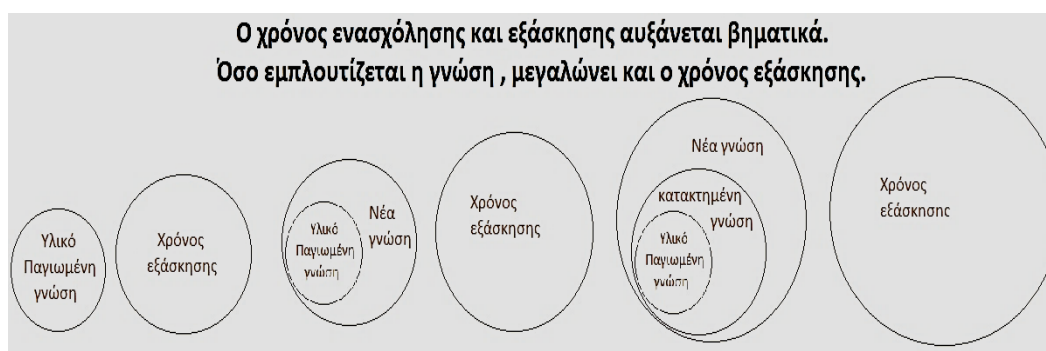 Ο χρόνος ενασχόλησης και εξάσκησης αυξάνεται βηματικά.
Όσο εμπλουτίζεται η γνώση , μεγαλώνει και ο χρόνος εξάσκησης.
Υλικό
Παγιωμένη
γνώση
Χρόνος
εξάσκησης
Υλικό
Παγιωμένη
γνώση
Νέα
γνώση
Χρόνος
εξάσκησης
Νέα γνώση
κατακτημένη
γνώση
Υλικό
Παγιωμένη
γνώση
Χρόνος
εξάσκησης